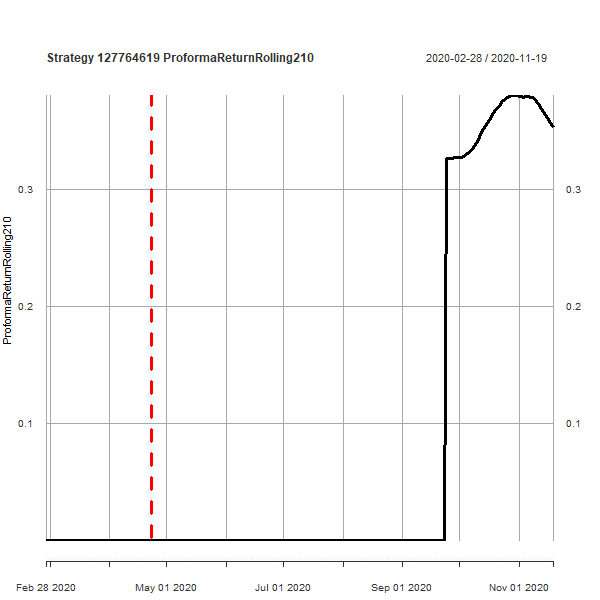 Strategy 127764619 ProformaReturnRolling210
2020-02-28 / 2020-11-19
ProformaReturnRolling210
0.3
0.2
0.1
0.3
0.2
0.1
Feb 28 2020
May 01 2020
Jul 01 2020
Sep 01 2020
Nov 01 2020